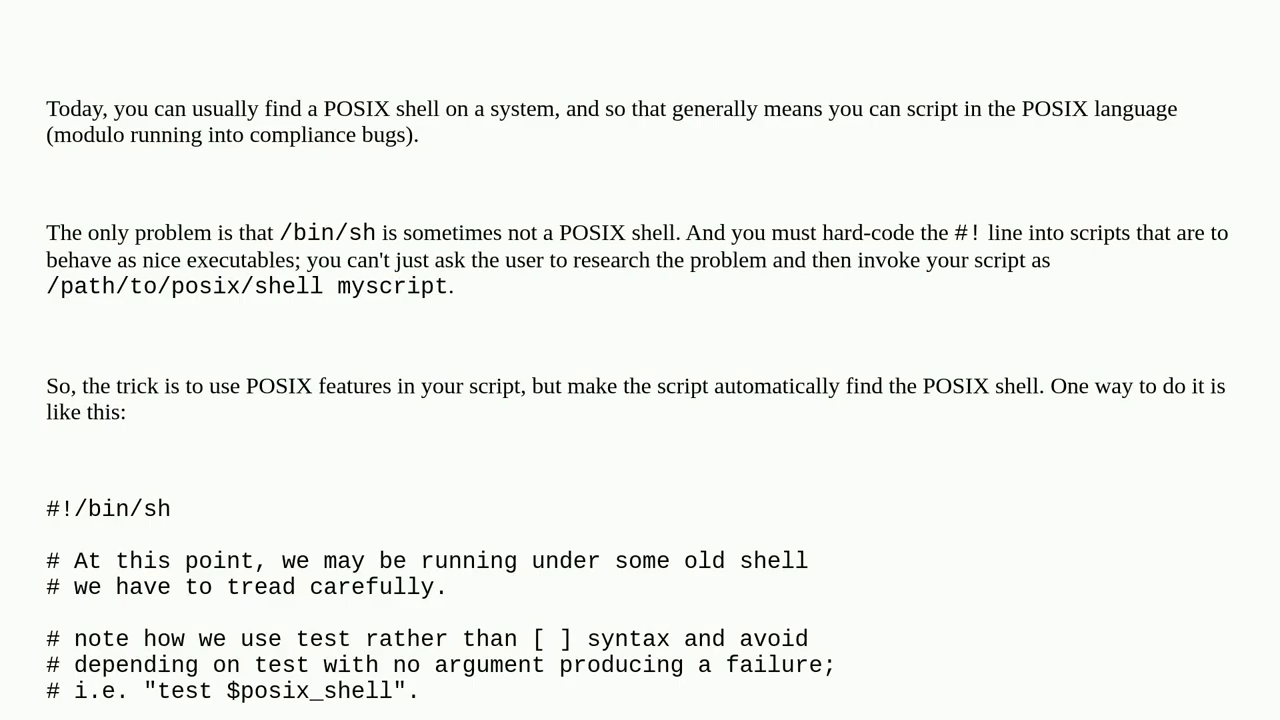 Today, you can usually find a POSIX shell on a system, and so that generally means you can script in the POSIX language
(modulo running into compliance bugs).
The only problem is that /bin/sh is sometimes not a POSIX shell. And you must hard-code the #! line into scripts that are to
behave as nice executables; you can't just ask the user to research the problem and then invoke your script as
/path/to/posix/shell myscript.
So, the trick is to use POSIX features in your script, but make the script automatically find the POSIX shell. One way to do it is
like this:
#!/bin/sh
# At this point, we may be running under some old shell
# we have to tread carefully.
# note how we use test rather than [ ] syntax and avoid
# depending on test with no argument producing a failure;
# i.e. "test $posix_shell".